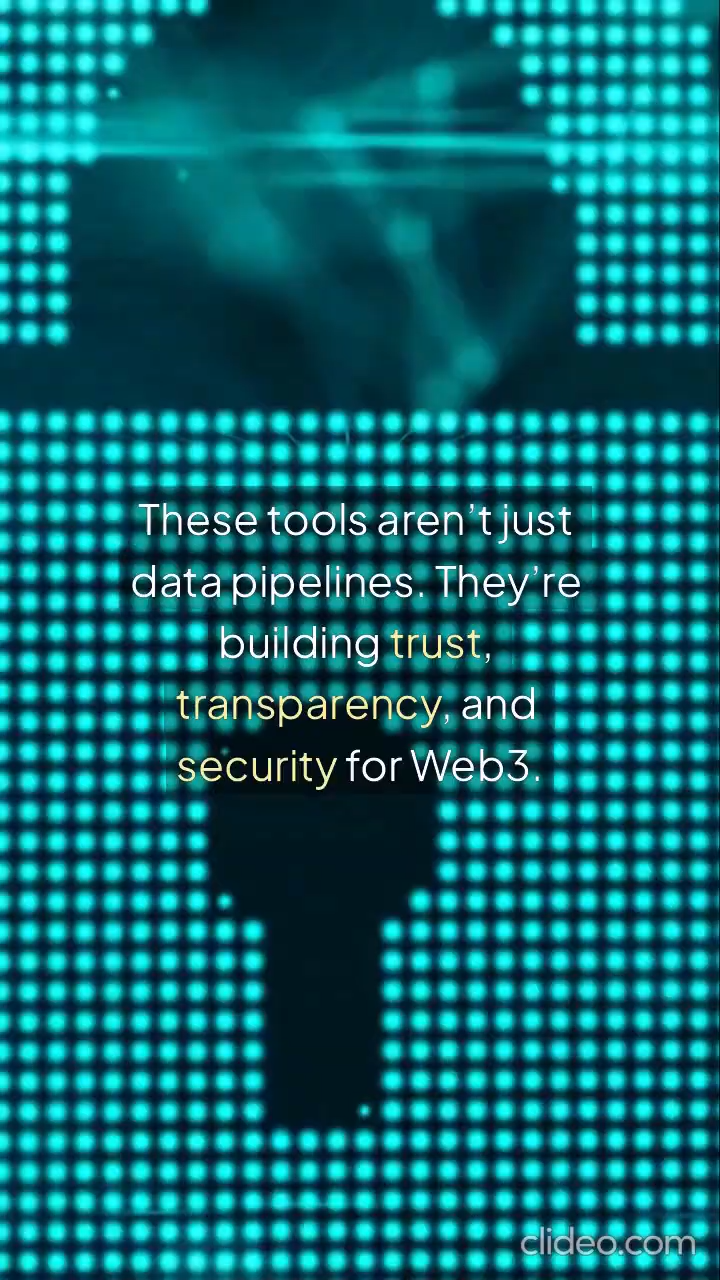 These tools aren’t just
data pipelines. They’re
building trust,
transparency, and
security for Web3.
clideo.com